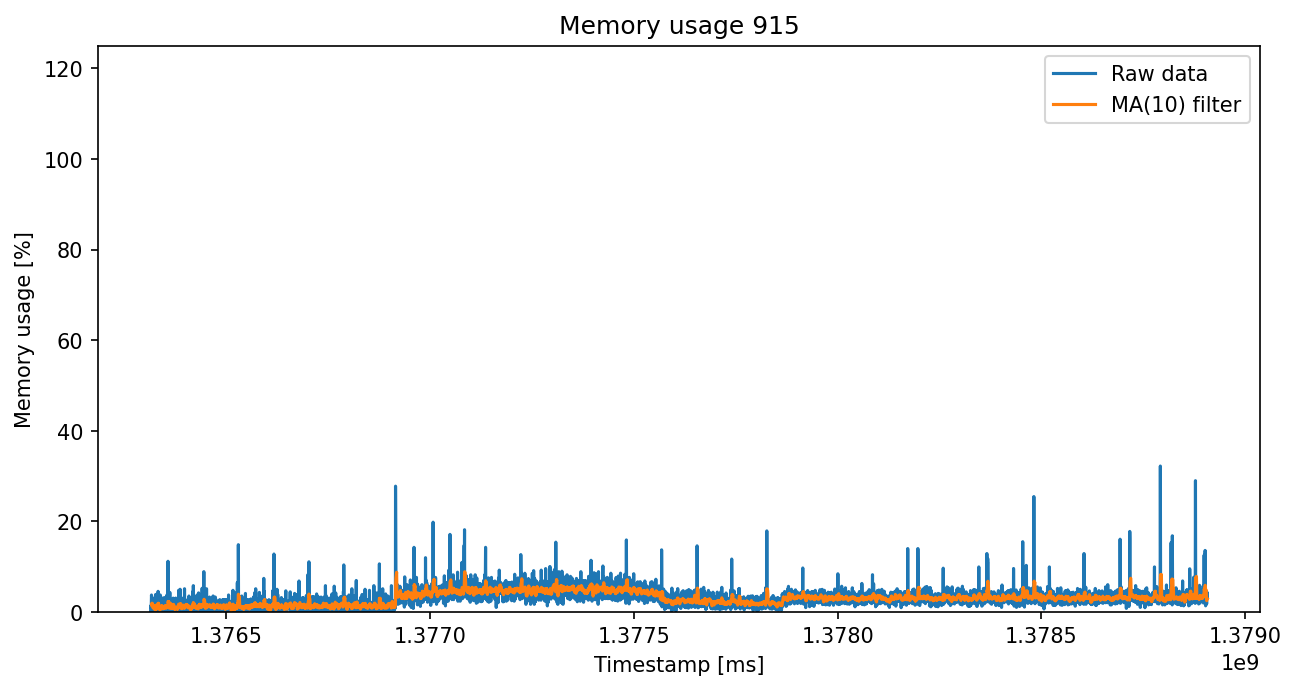 Memory usage 915
Raw data
MA(10) filter
Memory usage [%]
120
100
80
60
40
20
0
1.3765 1.3770 1.3775 1.3780 1.3785 1.3790
1e9
Timestamp [ms]